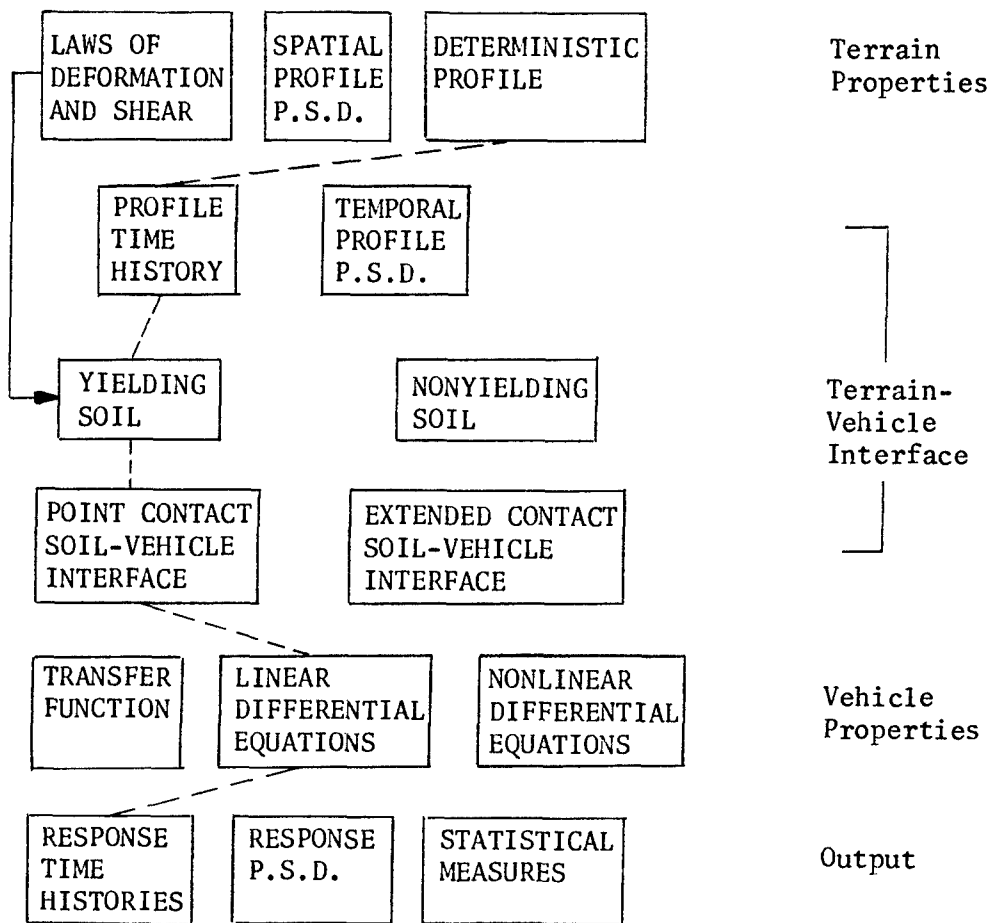 LAWS OF
DEFORMATION
AND SHEAR
SPATIAL
PROFILE
P.S.D.
DETERMINISTIC
PROFILE
Terrain
Properties
PROFILE
TIME
HISTORY
TEMPORAL
PROFILE
P.S.D.
YIELDING
SOIL
NONYIELDING
SOIL
Terrain-
Vehicle
Interface
POINT CONTACT
SOIL-VEHICLE
INTERFACE
EXTENDED CONTACT
SOIL-VEHICLE
INTERFACE
TRANSFER
FUNCTION
LINEAR
DIFFERENTIAL
EQUATIONS
NONLINEAR
DIFFERENTIAL
EQUATIONS
Vehicle
Properties
RESPONSE
TIME
HISTORIES
RESPONSE
P.S.D.
STATISTICAL
MEASURES
Output